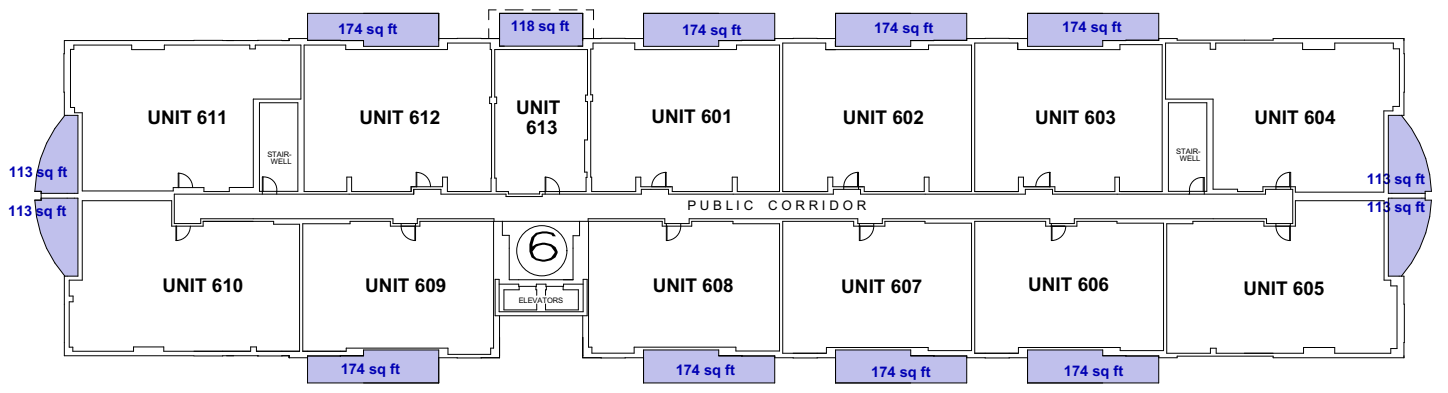 174 sq ft
118 sq ft
174 sq ft
174 sq ft
174 sq ft
UNIT 611
UNIT 612
UNIT
613
UNIT 601
UNIT 602
UNIT 603
UNIT 604
STAIR-
WELL
STAIR-
WELL
113 sq ft
113 sq ft
PUBLIC CORRIDOR
113 sq ft
113 sq ft
6
UNIT 610
UNIT 609
ELEVATORS
UNIT 608
UNIT 607
UNIT 606
UNIT 605
174 sq ft
174 sq ft
174 sq ft
174 sq ft